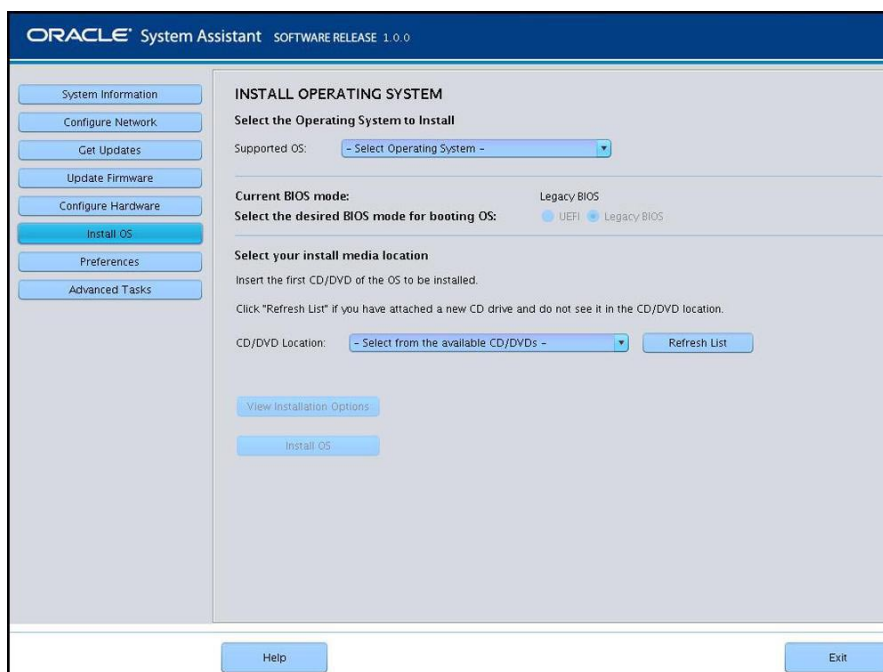 ORACLE System Assistant SOFTWARE RELEASE 1.0.0
System Information
Configure Network
Get Updates
Update Firmware
Configure Hardware
Install OS
Preferences
Advanced Tasks
INSTALL OPERATING SYSTEM
Select the Operating System to Install
Supported OS: - Select Operating System -
Current BIOS mode: Legacy BIOS
Select the desired BIOS mode for booting OS: UEFI Legacy BIOS
Select your install media location
Insert the first CD/DVD of the OS to be installed.
Click "Refresh List" if you have attached a new CD drive and do not see it in the CD/DVD location.
CD/DVD Location: - Select from the available CD/DVDs - Refresh List
View Installation Options
Install OS
Help Exit